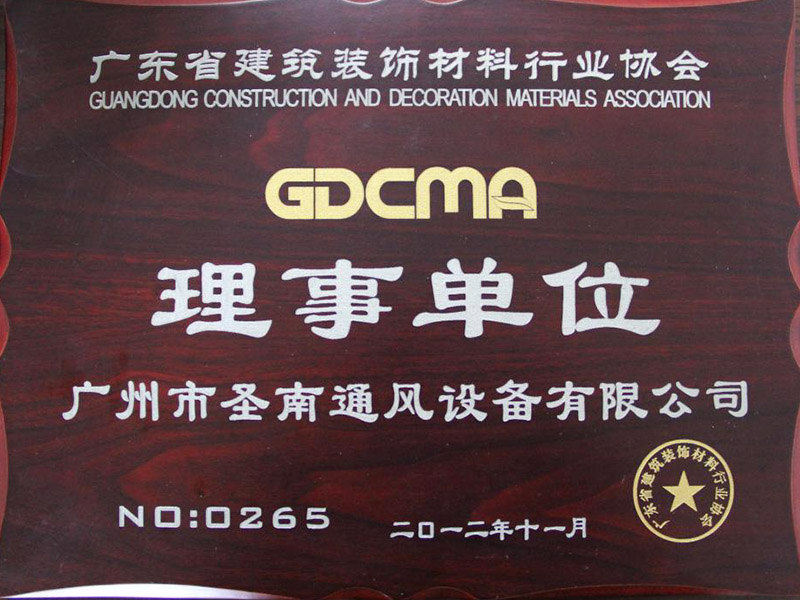 广东省建筑装饰材料行业协会
GUANGDONG CONSTRUCTION AND DECORATION MATERIALS ASSOCIATION
GDCMA
理事单位
广州市圣南通风设备有限公司
NO:0265
二〇一二年十一月
广东省建筑装饰材料行业协会